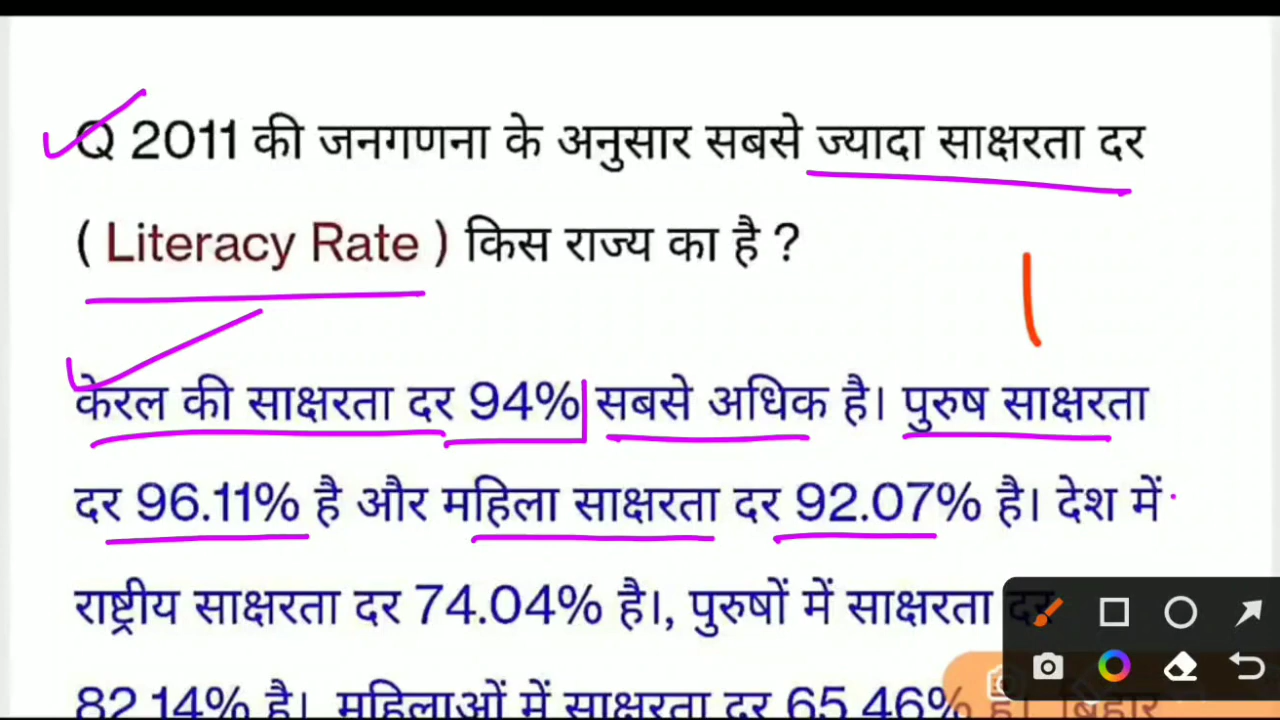 Q 2011 की जनगणना के अनुसार सबसे ज्यादा साक्षरता दर
( Literacy Rate ) किस राज्य का है ?
केरल की साक्षरता दर 94% सबसे अधिक है। पुरुष साक्षरता
दर 96.11% है और महिला साक्षरता दर 92.07% है। देश में
राष्ट्रीय साक्षरता दर 74.04% है।, पुरुषों में साक्षरता दर
82.14% है। महिलाओं में साक्षरता दर 65.46% है। बिहार